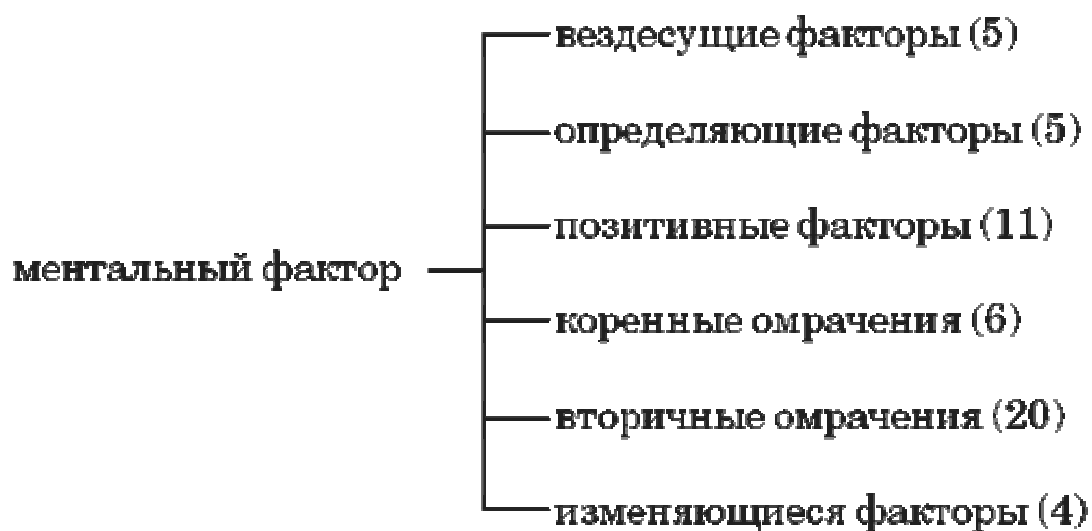 вездесущие факторы (5)
определяющие факторы (5)
позитивные факторы (11)
ментальный фактор
коренные омрачения (6)
вторичные омрачения (20)
изменяющиеся факторы (4)